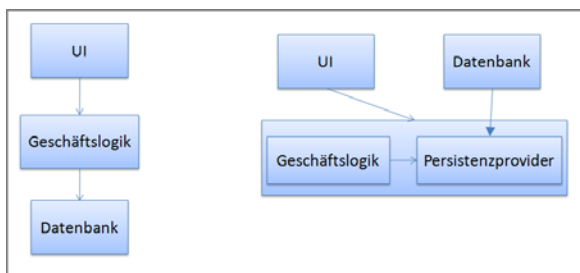 UI
Geschäftslogik
Datenbank
UI
Datenbank
Geschäftslogik
Persistenzprovider